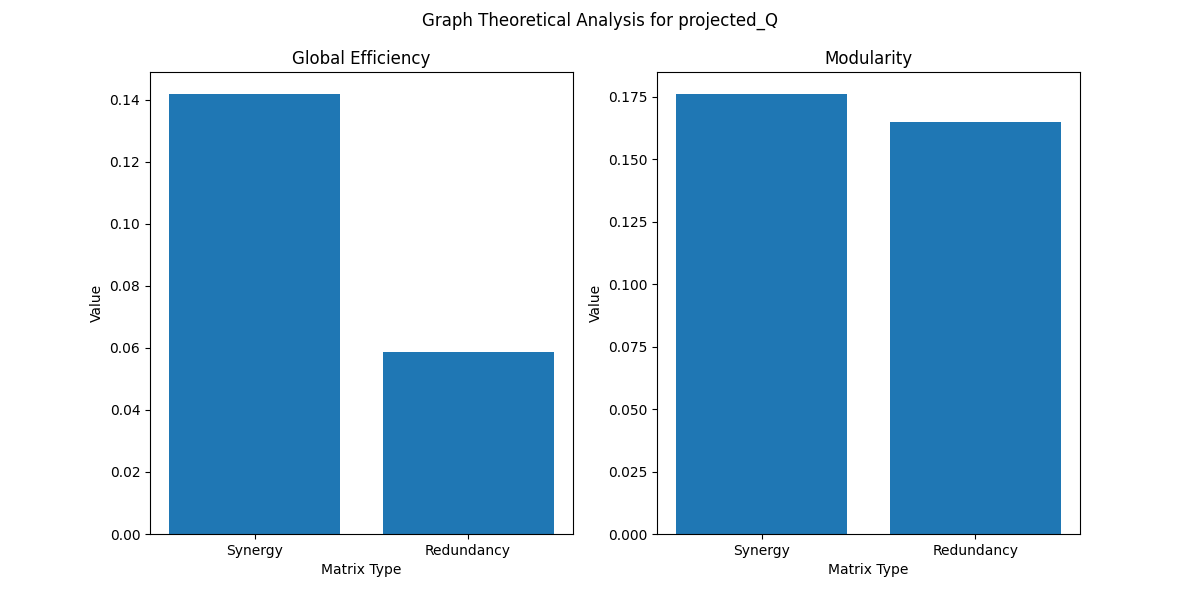 Graph Theoretical Analysis for projected_Q
Global Efficiency
Value
0.14
0.12
0.10
0.08
0.06
0.04
0.02
0.00
Synergy
Redundancy
Matrix Type
Modularity
Value
0.175
0.150
0.125
0.100
0.075
0.050
0.025
0.000
Synergy
Redundancy
Matrix Type